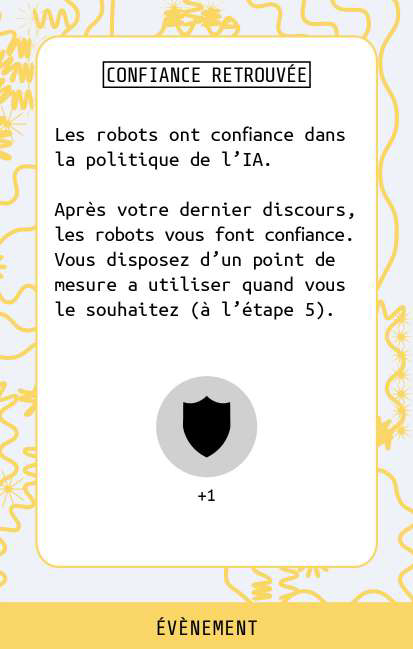 CONFIANCE RETROUVÉE
Les robots ont confiance dans
la politique de l’IA.
Après votre dernier discours,
les robots vous font confiance.
Vous disposez d’un point de
mesure a utiliser quand vous
le souhaitez (à l’étape 5).
+1
ÉVÈNEMENT